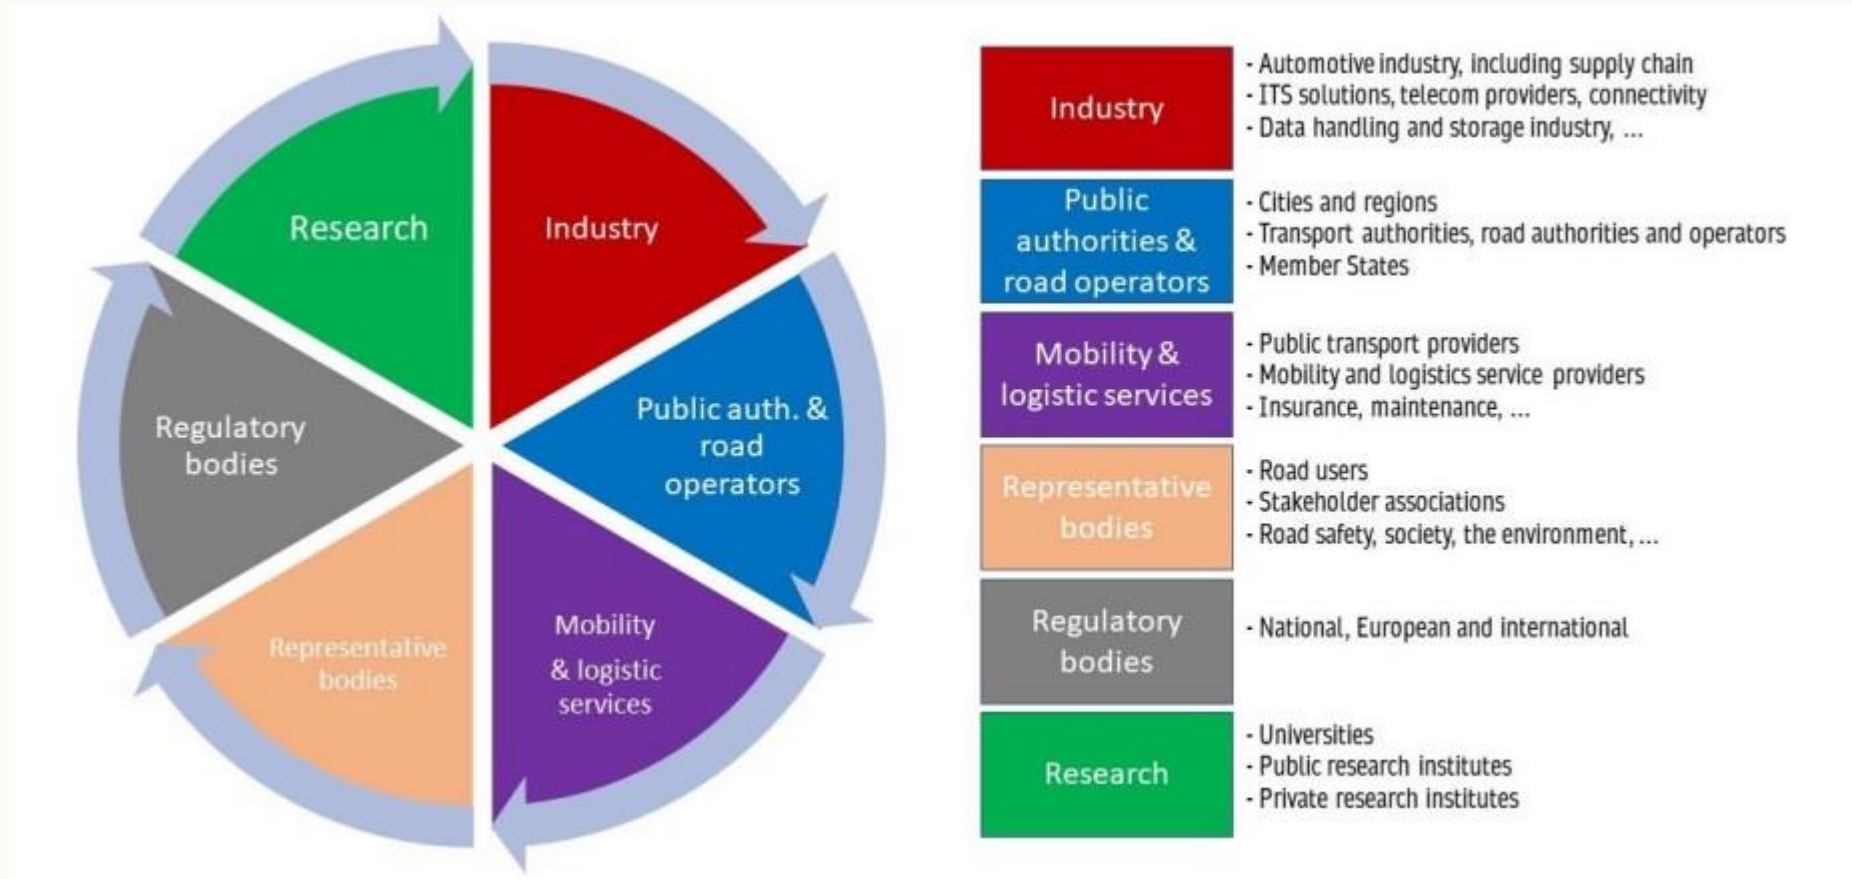 Research
Industry
Public auth. &
road
operators
Mobility
& logistic
services
Representative
bodies
Regulatory
bodies
Industry
- Automotive industry, including supply chain
- ITS solutions, telecom providers, connectivity
- Data handling and storage industry, ...
Public
authorities &
road operators
- Cities and regions
- Transport authorities, road authorities and operators
- Member States
Mobility &
logistic services
- Public transport providers
- Mobility and logistics service providers
- Insurance, maintenance, ...
Representative
bodies
- Road users
- Stakeholder associations
- Road safety, society, the environment, ...
Regulatory
bodies
- National, European and international
Research
- Universities
- Public research institutes
- Private research institutes